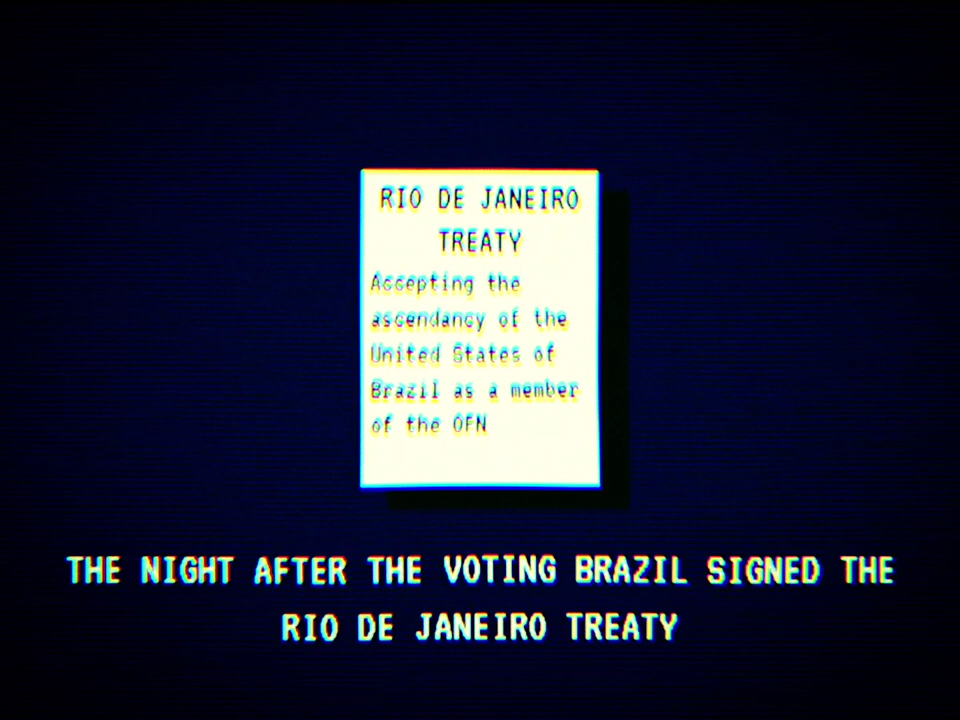 RIO DE JANEIRO
TREATY
Accepting the
ascendancy of the
United States of
Brazil as a member
of the OFN
THE NIGHT AFTER THE VOTING BRAZIL SIGNED THE
RIO DE JANEIRO TREATY